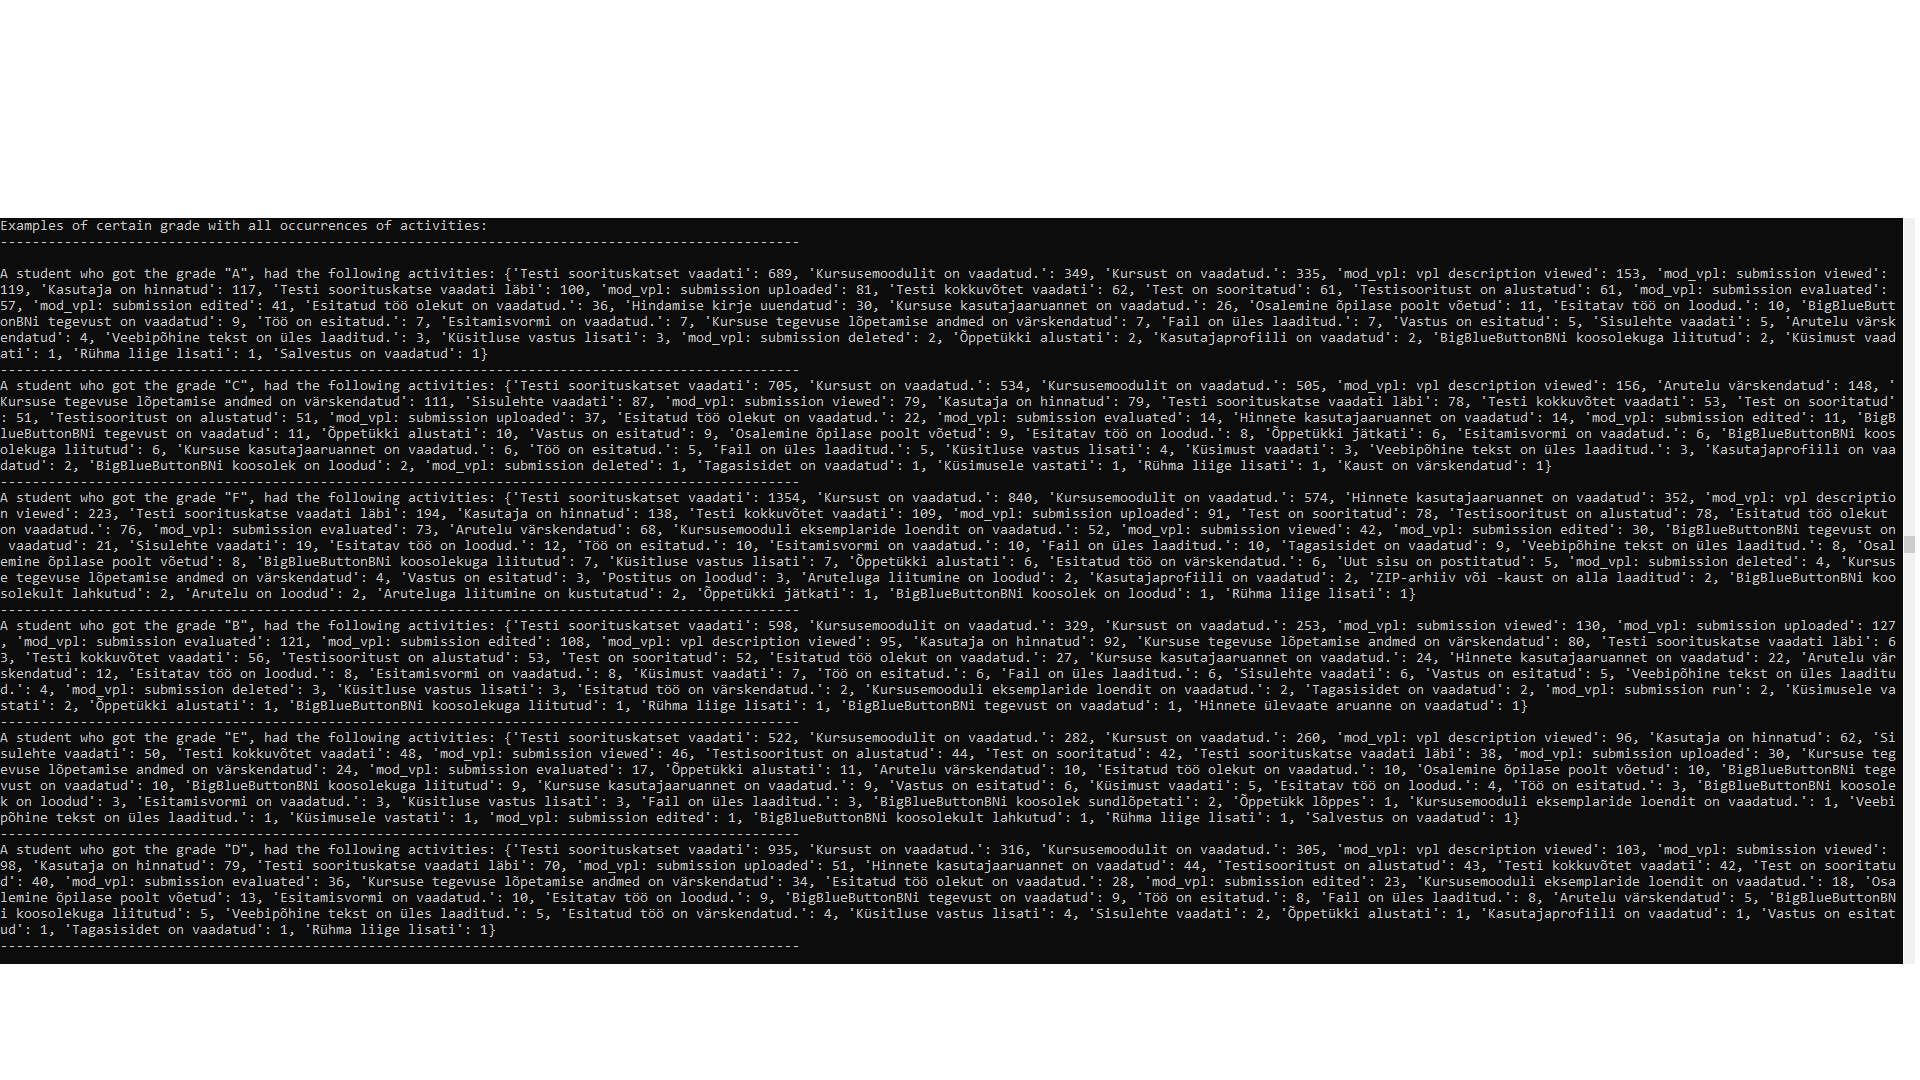 Examples of certain grade with all occurrences of activities:
----------------------------------------------------------------------------------------------------
A student who got the grade "A", had the following activities: {'Testi soorituskatset vaadati': 689, 'Kursusemoodulit on vaadatud.': 349, 'Kursust on vaadatud.': 335, 'mod_vpl: vpl description viewed': 153, 'mod_vpl: submission viewed':
119, 'Kasutaja on hinnatud': 117, 'Testi soorituskatse vaadati läbi': 100, 'mod_vpl: submission uploaded': 81, 'Testi kokkuvõtet vaadati': 62, 'Test on sooritatud': 61, 'Testisooritust on alustatud': 61, 'mod_vpl: submission evaluated':
57, 'mod_vpl: submission edited': 41, 'Esitatud töö olekut on vaadatud.': 36, 'Hindamise kirje uuendatud': 30, 'Kursuse kasutajaaruannet on vaadatud.': 26, 'Osalemine õpilase poolt võetud': 11, 'Esitatav töö on loodud.': 10, 'BigBlueButt
onBNi tegevust on vaadatud': 9, 'Töö on esitatud.': 7, 'Esitamisvormi on vaadatud.': 7, 'Kursuse tegevuse lõpetamise andmed on värskendatud': 7, 'Fail on üles laaditud.': 7, 'Vastus on esitatud': 5, 'Sisulehte vaadati': 5, 'Arutelu värsk
endatud': 4, 'Veebipõhine tekst on üles laaditud.': 3, 'Küsitluse vastus lisati': 3, 'mod_vpl: submission deleted': 2, 'Õppetükki alustati': 2, 'Kasutajaprofiili on vaadatud': 2, 'BigBlueButtonBNi koosolekuga liitutud': 2, 'Küsimust vaad
ati': 1, 'Rühma liige lisati': 1, 'Salvestus on vaadatud': 1}
----------------------------------------------------------------------------------------------------
A student who got the grade "C", had the following activities: {'Testi soorituskatset vaadati': 705, 'Kursust on vaadatud.': 534, 'Kursusemoodulit on vaadatud.': 505, 'mod_vpl: vpl description viewed': 156, 'Arutelu värskendatud': 148, '
Kursuse tegevuse lõpetamise andmed on värskendatud': 111, 'Sisulehte vaadati': 87, 'mod_vpl: submission viewed': 79, 'Kasutaja on hinnatud': 79, 'Testi soorituskatse vaadati läbi': 78, 'Testi kokkuvõtet vaadati': 53, 'Test on sooritatud'
: 51, 'Testisooritust on alustatud': 51, 'mod_vpl: submission uploaded': 37, 'Esitatud töö olekut on vaadatud.': 22, 'mod_vpl: submission evaluated': 14, 'Hinnete kasutajaaruannet on vaadatud': 14, 'mod_vpl: submission edited': 11, 'BigB
lueButtonBNi tegevust on vaadatud': 11, 'Õppetükki alustati': 10, 'Vastus on esitatud': 9, 'Osalemine õpilase poolt võetud': 9, 'Esitatav töö on loodud.': 8, 'Õppetükki jätkati': 6, 'Esitamisvormi on vaadatud.': 6, 'BigBlueButtonBNi koos
olekuga liitutud': 6, 'Kursuse kasutajaaruannet on vaadatud.': 6, 'Töö on esitatud.': 5, 'Fail on üles laaditud.': 5, 'Küsitluse vastus lisati': 4, 'Küsimust vaadati': 3, 'Veebipõhine tekst on üles laaditud.': 3, 'Kasutajaprofiili on vaa
datud': 2, 'BigBlueButtonBNi koosolek on loodud': 2, 'mod_vpl: submission deleted': 1, 'Tagasisidet on vaadatud': 1, 'Küsimusele vastati': 1, 'Rühma liige lisati': 1, 'Kaust on värskendatud': 1}
----------------------------------------------------------------------------------------------------
A student who got the grade "F", had the following activities: {'Testi soorituskatset vaadati': 1354, 'Kursust on vaadatud.': 840, 'Kursusemoodulit on vaadatud.': 574, 'Hinnete kasutajaaruannet on vaadatud': 352, 'mod_vpl: vpl descriptio
n viewed': 223, 'Testi soorituskatse vaadati läbi': 194, 'Kasutaja on hinnatud': 138, 'Testi kokkuvõtet vaadati': 109, 'mod_vpl: submission uploaded': 91, 'Test on sooritatud': 78, 'Testisooritust on alustatud': 78, 'Esitatud töö olekut
on vaadatud.': 76, 'mod_vpl: submission evaluated': 73, 'Arutelu värskendatud': 68, 'Kursusemooduli eksemplaride loendit on vaadatud.': 52, 'mod_vpl: submission viewed': 42, 'mod_vpl: submission edited': 30, 'BigBlueButtonBNi tegevust on
 vaadatud': 21, 'Sisulehte vaadati': 19, 'Esitatav töö on loodud.': 12, 'Töö on esitatud.': 10, 'Esitamisvormi on vaadatud.': 10, 'Fail on üles laaditud.': 10, 'Tagasisidet on vaadatud': 9, 'Veebipõhine tekst on üles laaditud.': 8, 'Osal
emine õpilase poolt võetud': 8, 'BigBlueButtonBNi koosolekuga liitutud': 7, 'Küsitluse vastus lisati': 7, 'Õppetükki alustati': 6, 'Esitatud töö on värskendatud.': 6, 'Uut sisu on postitatud': 5, 'mod_vpl: submission deleted': 4, 'Kursus
e tegevuse lõpetamise andmed on värskendatud': 4, 'Vastus on esitatud': 3, 'Postitus on loodud': 3, 'Aruteluga liitumine on loodud': 2, 'Kasutajaprofiili on vaadatud': 2, 'ZIP-arhiiv või -kaust on alla laaditud': 2, 'BigBlueButtonBNi koo
solekult lahkutud': 2, 'Arutelu on loodud': 2, 'Aruteluga liitumine on kustutatud': 2, 'Õppetükki jätkati': 1, 'BigBlueButtonBNi koosolek on loodud': 1, 'Rühma liige lisati': 1}
----------------------------------------------------------------------------------------------------
A student who got the grade "B", had the following activities: {'Testi soorituskatset vaadati': 598, 'Kursusemoodulit on vaadatud.': 329, 'Kursust on vaadatud.': 253, 'mod_vpl: submission viewed': 130, 'mod_vpl: submission uploaded': 127
, 'mod_vpl: submission evaluated': 121, 'mod_vpl: submission edited': 108, 'mod_vpl: vpl description viewed': 95, 'Kasutaja on hinnatud': 92, 'Kursuse tegevuse lõpetamise andmed on värskendatud': 80, 'Testi soorituskatse vaadati läbi': 6
3, 'Testi kokkuvõtet vaadati': 56, 'Testisooritust on alustatud': 53, 'Test on sooritatud': 52, 'Esitatud töö olekut on vaadatud.': 27, 'Kursuse kasutajaaruannet on vaadatud.': 24, 'Hinnete kasutajaaruannet on vaadatud': 22, 'Arutelu vär
skendatud': 12, 'Esitatav töö on loodud.': 8, 'Esitamisvormi on vaadatud.': 8, 'Küsimust vaadati': 7, 'Töö on esitatud.': 6, 'Fail on üles laaditud.': 6, 'Sisulehte vaadati': 6, 'Vastus on esitatud': 5, 'Veebipõhine tekst on üles laaditu
d.': 4, 'mod_vpl: submission deleted': 3, 'Küsitluse vastus lisati': 3, 'Esitatud töö on värskendatud.': 2, 'Kursusemooduli eksemplaride loendit on vaadatud.': 2, 'Tagasisidet on vaadatud': 2, 'mod_vpl: submission run': 2, 'Küsimusele va
stati': 2, 'Õppetükki alustati': 1, 'BigBlueButtonBNi koosolekuga liitutud': 1, 'Rühma liige lisati': 1, 'BigBlueButtonBNi tegevust on vaadatud': 1, 'Hinnete ülevaate aruanne on vaadatud': 1}
----------------------------------------------------------------------------------------------------
A student who got the grade "E", had the following activities: {'Testi soorituskatset vaadati': 522, 'Kursusemoodulit on vaadatud.': 282, 'Kursust on vaadatud.': 260, 'mod_vpl: vpl description viewed': 96, 'Kasutaja on hinnatud': 62, 'Si
sulehte vaadati': 50, 'Testi kokkuvõtet vaadati': 48, 'mod_vpl: submission viewed': 46, 'Testisooritust on alustatud': 44, 'Test on sooritatud': 42, 'Testi soorituskatse vaadati läbi': 38, 'mod_vpl: submission uploaded': 30, 'Kursuse teg
evuse lõpetamise andmed on värskendatud': 24, 'mod_vpl: submission evaluated': 17, 'Õppetükki alustati': 11, 'Arutelu värskendatud': 10, 'Esitatud töö olekut on vaadatud.': 10, 'Osalemine õpilase poolt võetud': 10, 'BigBlueButtonBNi tege
vust on vaadatud': 10, 'BigBlueButtonBNi koosolekuga liitutud': 9, 'Kursuse kasutajaaruannet on vaadatud.': 9, 'Vastus on esitatud': 6, 'Küsimust vaadati': 5, 'Esitatav töö on loodud.': 4, 'Töö on esitatud.': 3, 'BigBlueButtonBNi koosole
k on loodud': 3, 'Esitamisvormi on vaadatud.': 3, 'Küsitluse vastus lisati': 3, 'Fail on üles laaditud.': 3, 'BigBlueButtonBNi koosolek sundlõpetati': 2, 'Õppetükk lõppes': 1, 'Kursusemooduli eksemplaride loendit on vaadatud.': 1, 'Veebi
põhine tekst on üles laaditud.': 1, 'Küsimusele vastati': 1, 'mod_vpl: submission edited': 1, 'BigBlueButtonBNi koosolekult lahkutud': 1, 'Rühma liige lisati': 1, 'Salvestus on vaadatud': 1}
----------------------------------------------------------------------------------------------------
A student who got the grade "D", had the following activities: {'Testi soorituskatset vaadati': 935, 'Kursust on vaadatud.': 316, 'Kursusemoodulit on vaadatud.': 305, 'mod_vpl: vpl description viewed': 103, 'mod_vpl: submission viewed':
98, 'Kasutaja on hinnatud': 79, 'Testi soorituskatse vaadati läbi': 70, 'mod_vpl: submission uploaded': 51, 'Hinnete kasutajaaruannet on vaadatud': 44, 'Testisooritust on alustatud': 43, 'Testi kokkuvõtet vaadati': 42, 'Test on sooritatu
d': 40, 'mod_vpl: submission evaluated': 36, 'Kursuse tegevuse lõpetamise andmed on värskendatud': 34, 'Esitatud töö olekut on vaadatud.': 28, 'mod_vpl: submission edited': 23, 'Kursusemooduli eksemplaride loendit on vaadatud.': 18, 'Osa
lemine õpilase poolt võetud': 13, 'Esitamisvormi on vaadatud.': 10, 'Esitatav töö on loodud.': 9, 'BigBlueButtonBNi tegevust on vaadatud': 9, 'Töö on esitatud.': 8, 'Fail on üles laaditud.': 8, 'Arutelu värskendatud': 5, 'BigBlueButtonBN
i koosolekuga liitutud': 5, 'Veebipõhine tekst on üles laaditud.': 5, 'Esitatud töö on värskendatud.': 4, 'Küsitluse vastus lisati': 4, 'Sisulehte vaadati': 2, 'Õppetükki alustati': 1, 'Kasutajaprofiili on vaadatud': 1, 'Vastus on esitat
ud': 1, 'Tagasisidet on vaadatud': 1, 'Rühma liige lisati': 1}
----------------------------------------------------------------------------------------------------